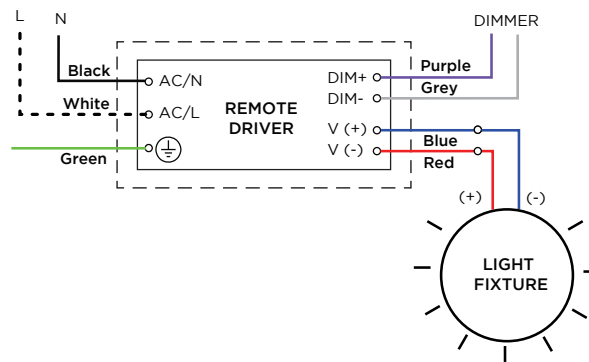 L
N
DIMMER
Black
AC/N
DIM+
Purple
White
AC/L
REMOTE
DRIVER
DIM-
Grey
V (+)
Blue
Green
V (-)
Red
(+)
(-)
LIGHT
FIXTURE